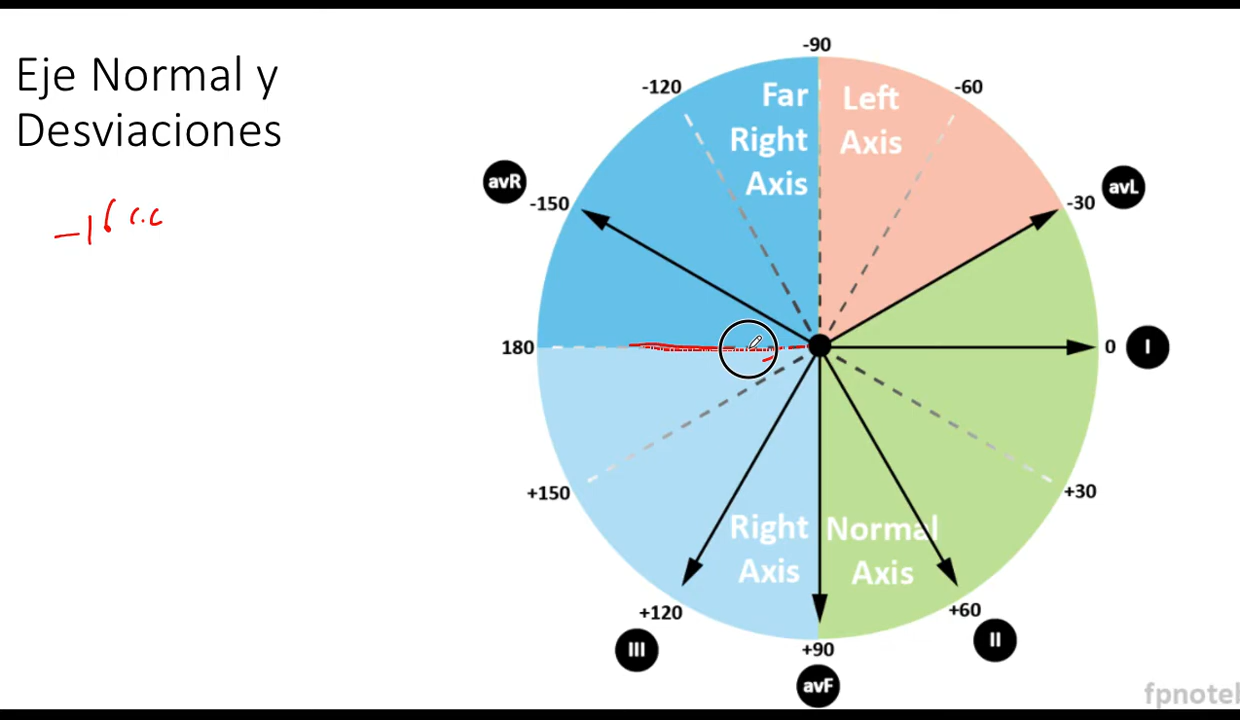 Eje Normal y
Desviaciones
-90
-120
-60
Far
Right
Axis
Left
Axis
avR
-150
-30
avL
180
0
I
+150
+30
Right
Axis
Normal
Axis
+120
III
+90
avF
+60
II